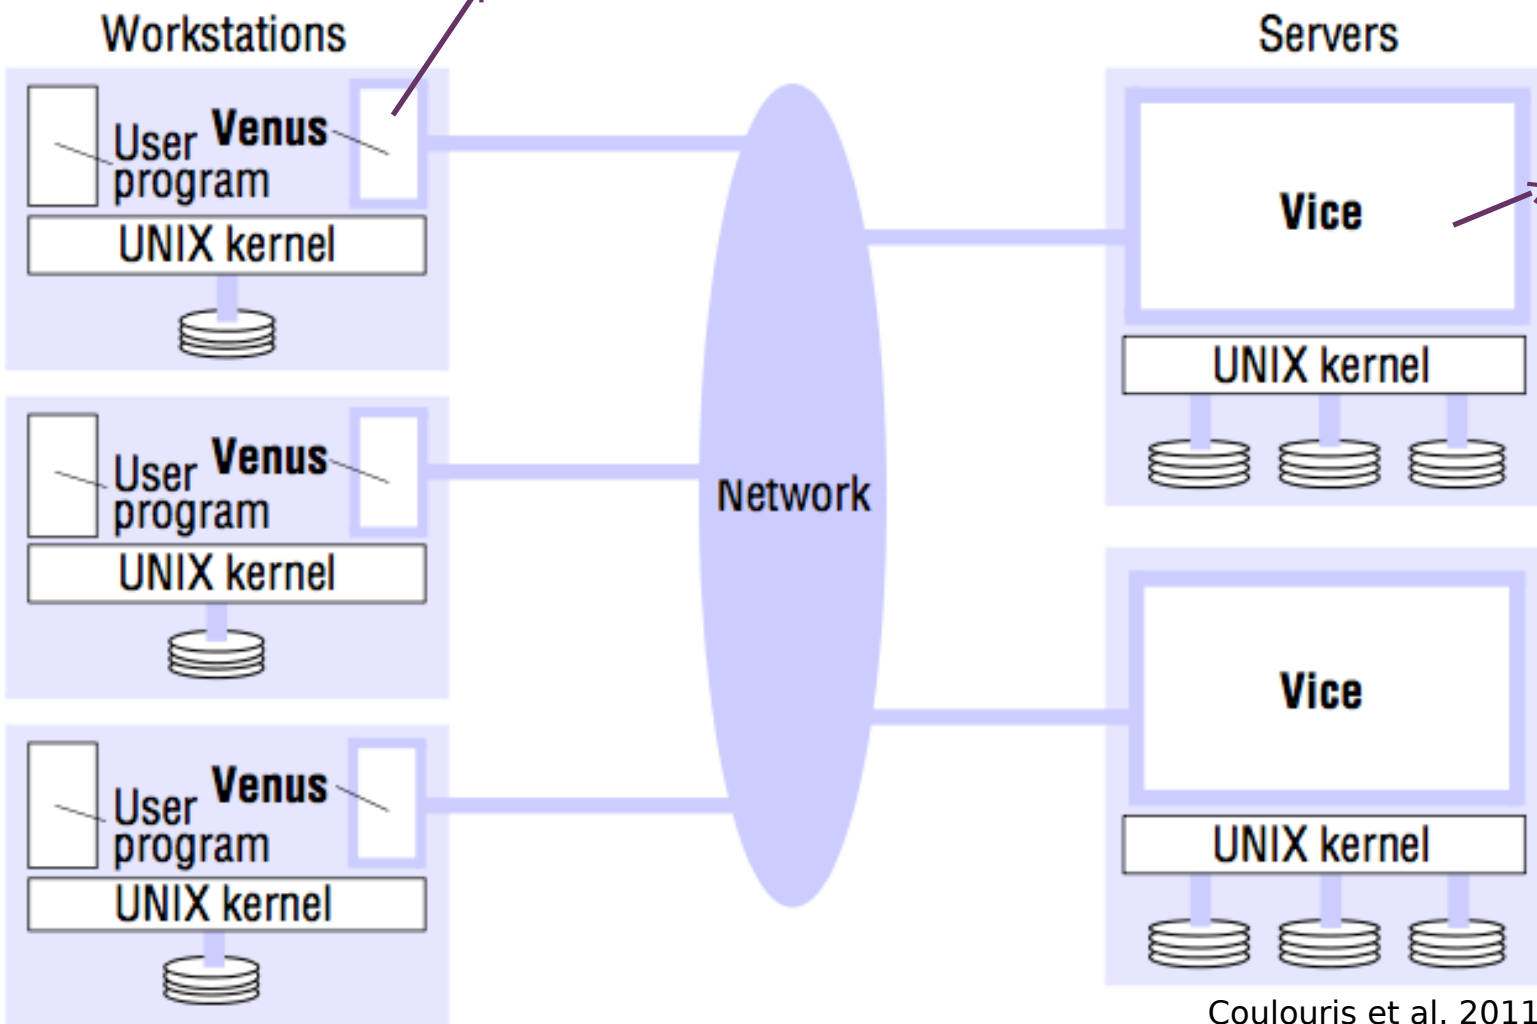 Workstations
Servers
User
program
Venus
UNIX kernel
User
program
Venus
UNIX kernel
User
program
Venus
UNIX kernel
Network
Vice
UNIX kernel
Vice
UNIX kernel
Coulouris et al. 2011